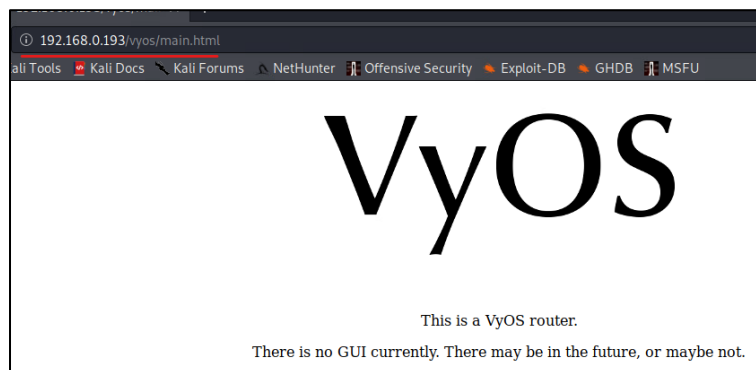 192.168.0.193/vyos/main.html
ali Tools Kali Docs Kali Forums NetHunter Offensive Security Exploit-DB GHDB MSFU
VyOS
This is a VyOS router.
There is no GUI currently. There may be in the future, or maybe not.